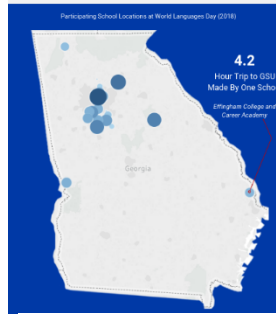 Participating School Locations at World Languages Day (2018)
4.2
Hour Trip to GSU
Made By One Scho
Effingham College and
Career Academy
Georgia